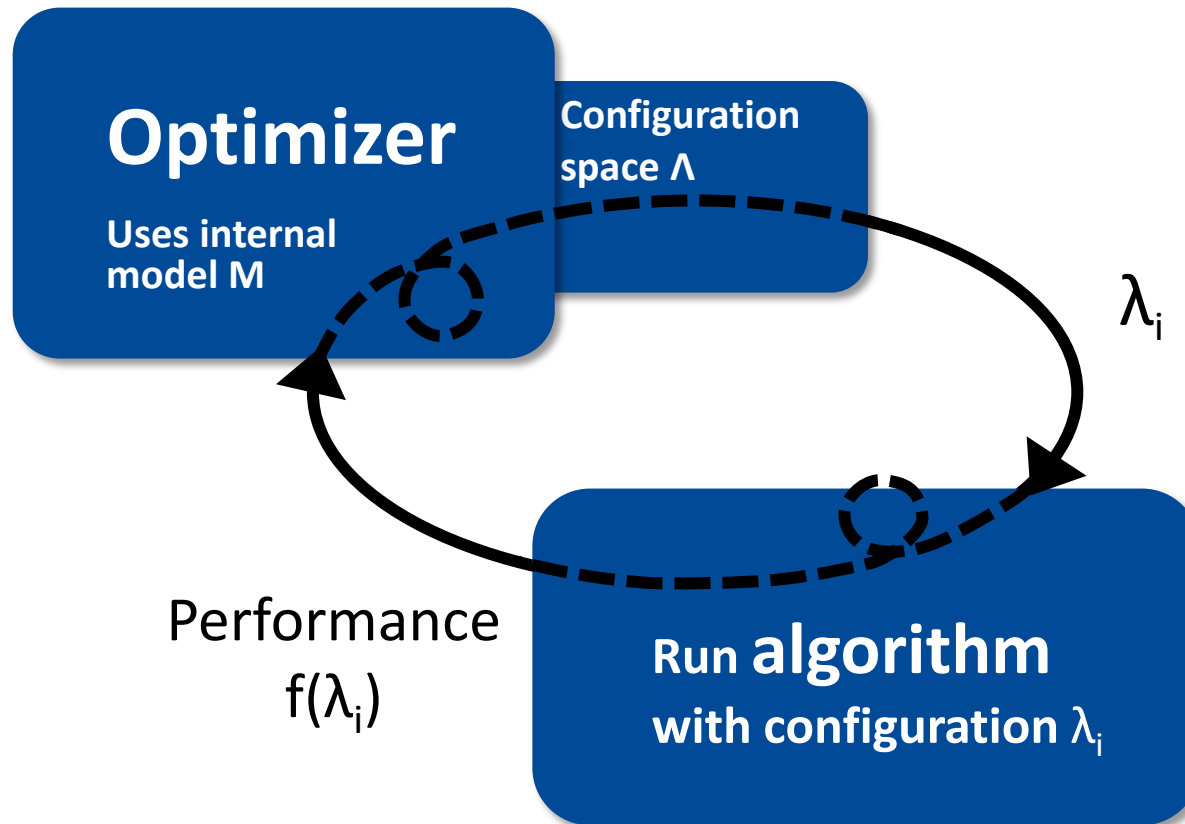 Optimizer
Uses internal
model M
Configuration
space Λ
λi
Performance
f(λi)
Run algorithm
with configuration λi